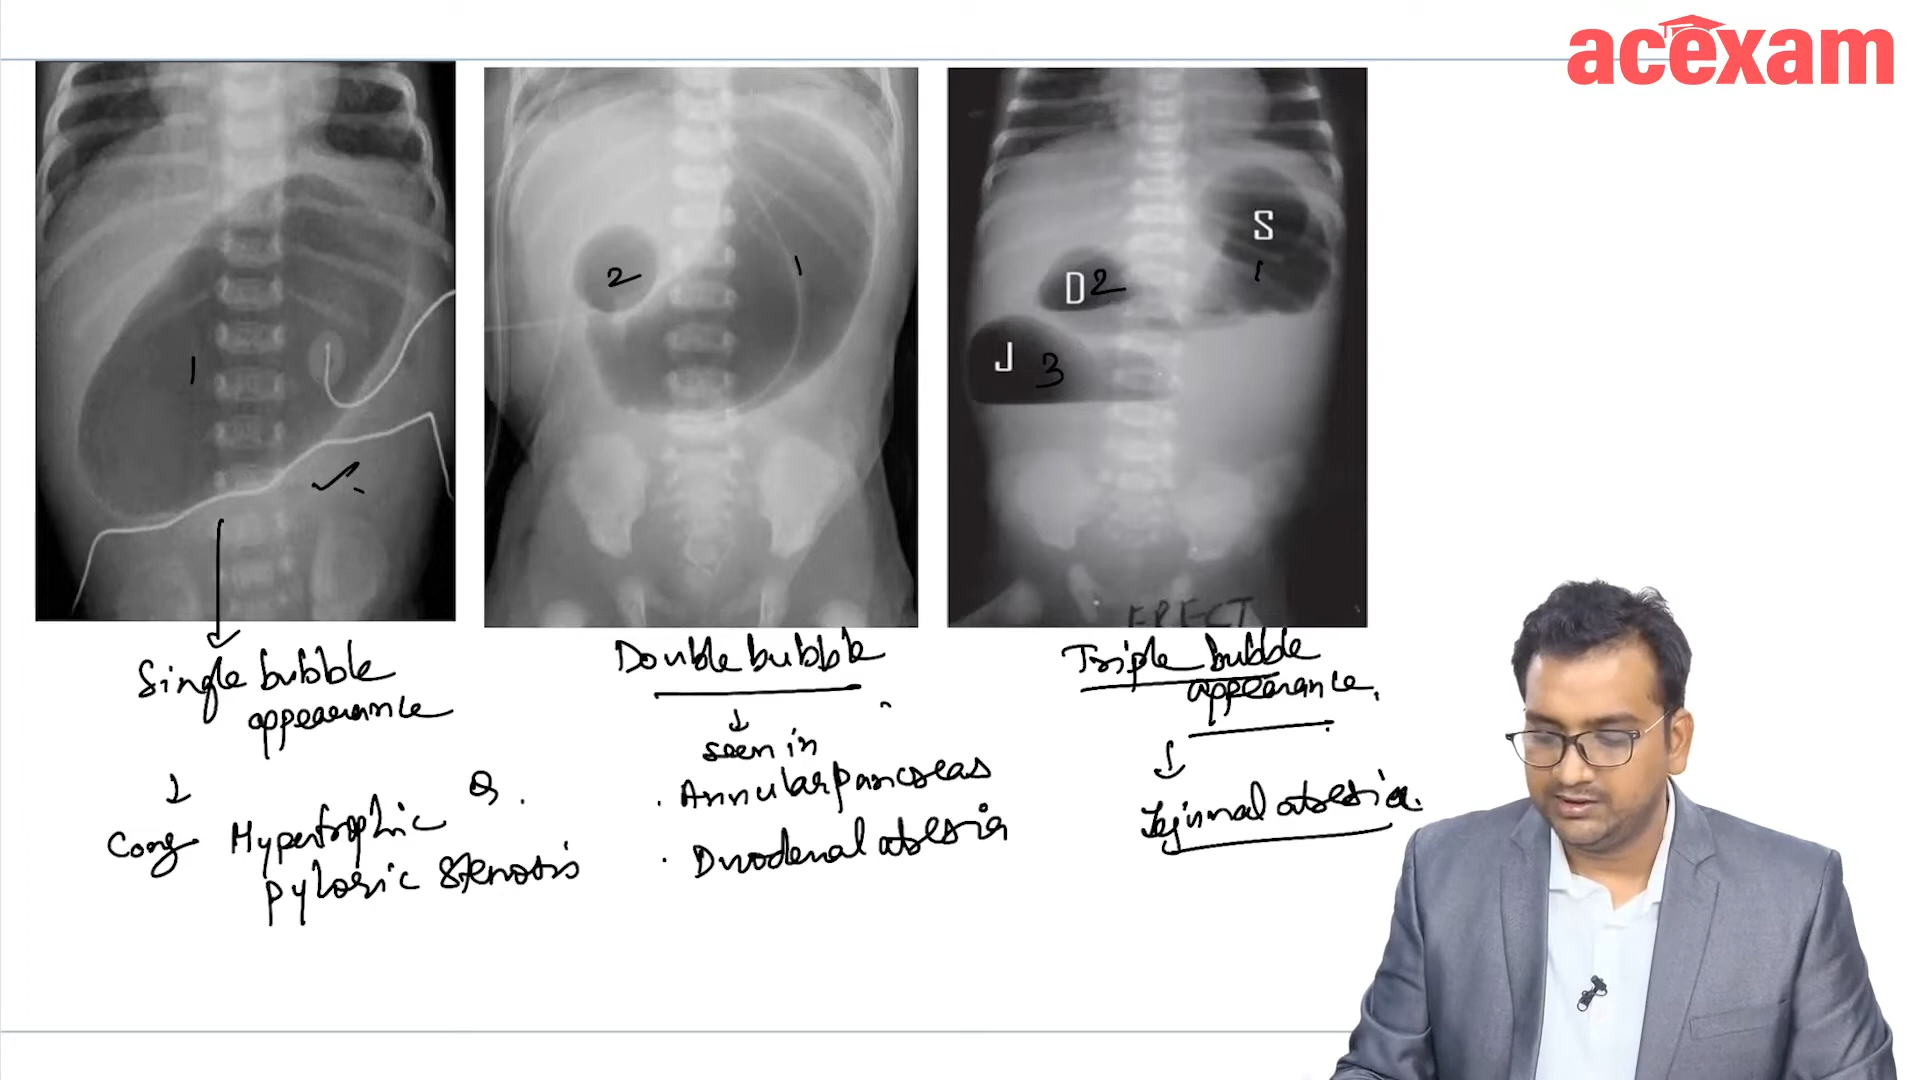 acexam
1
2
1
S
1
D 2
J 3
ERECT
Single bubble
appearance
Double bubble
Triple bubble
appearance.
seen in
Cong Hypertrophic
pyloric stenosis
. Annular pancreas
. Duodenal atresia
Jejunal atresia.